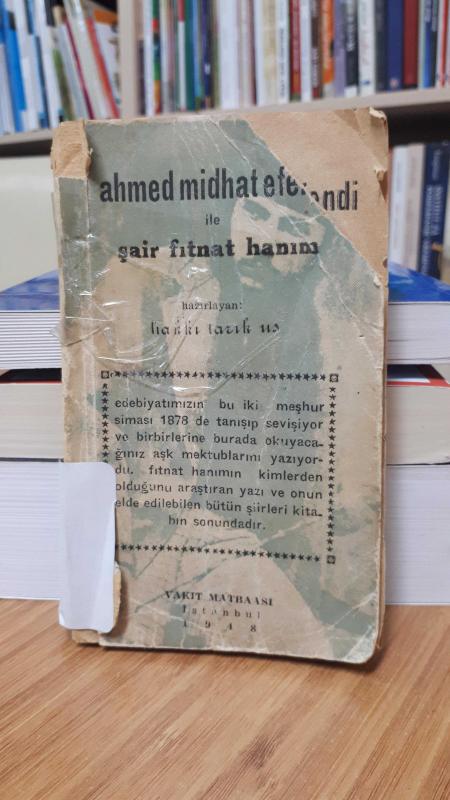 ahmed midhat efendi
ile
şair fıtnat hanım
hazırlayan:
hakkı tarık us
edebiyatımızın bu iki meşhur
siması 1878 de tanışıp sevişiyor
ve birbirlerine burada okuyaca-
ğınız aşk mektublarını yazıyor-
du. fıtnat hanımın kimlerden
olduğunu araştıran yazı ve onun
elde edilebilen bütün şiirleri kita-
bın sonundadır.
VAKIT MATBAASI
İstanbul
1948